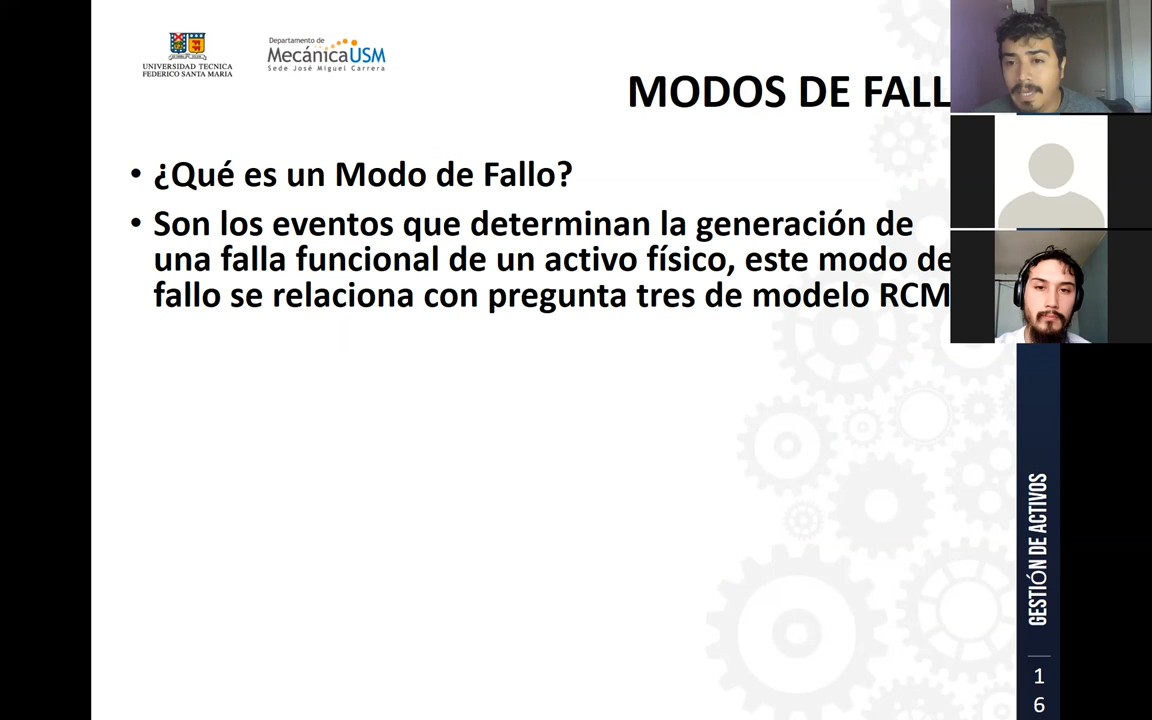 UNIVERSIDAD TECNICA
FEDERICO SANTA MARIA
Departamento de
MecánicaUSM
Sede José Miguel Carrera
MODOS DE FALL
• ¿Qué es un Modo de Fallo?
• Son los eventos que determinan la generación de
una falla funcional de un activo físico, este modo de
fallo se relaciona con pregunta tres de modelo RCM
GESTIÓN DE ACTIVOS
1
6